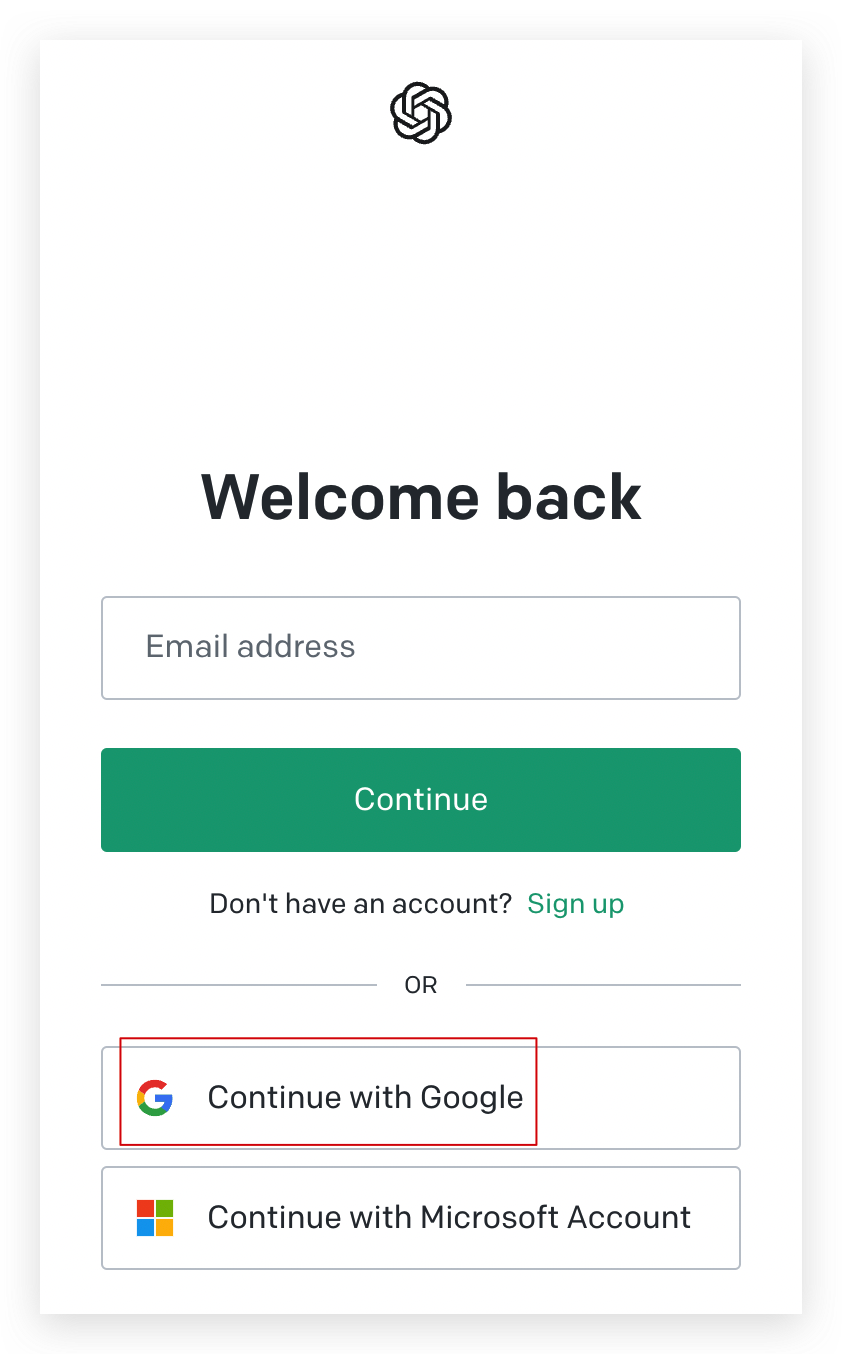 Welcome back
Email address
Continue
Don't have an account? Sign up
OR
Continue with Google
Continue with Microsoft Account